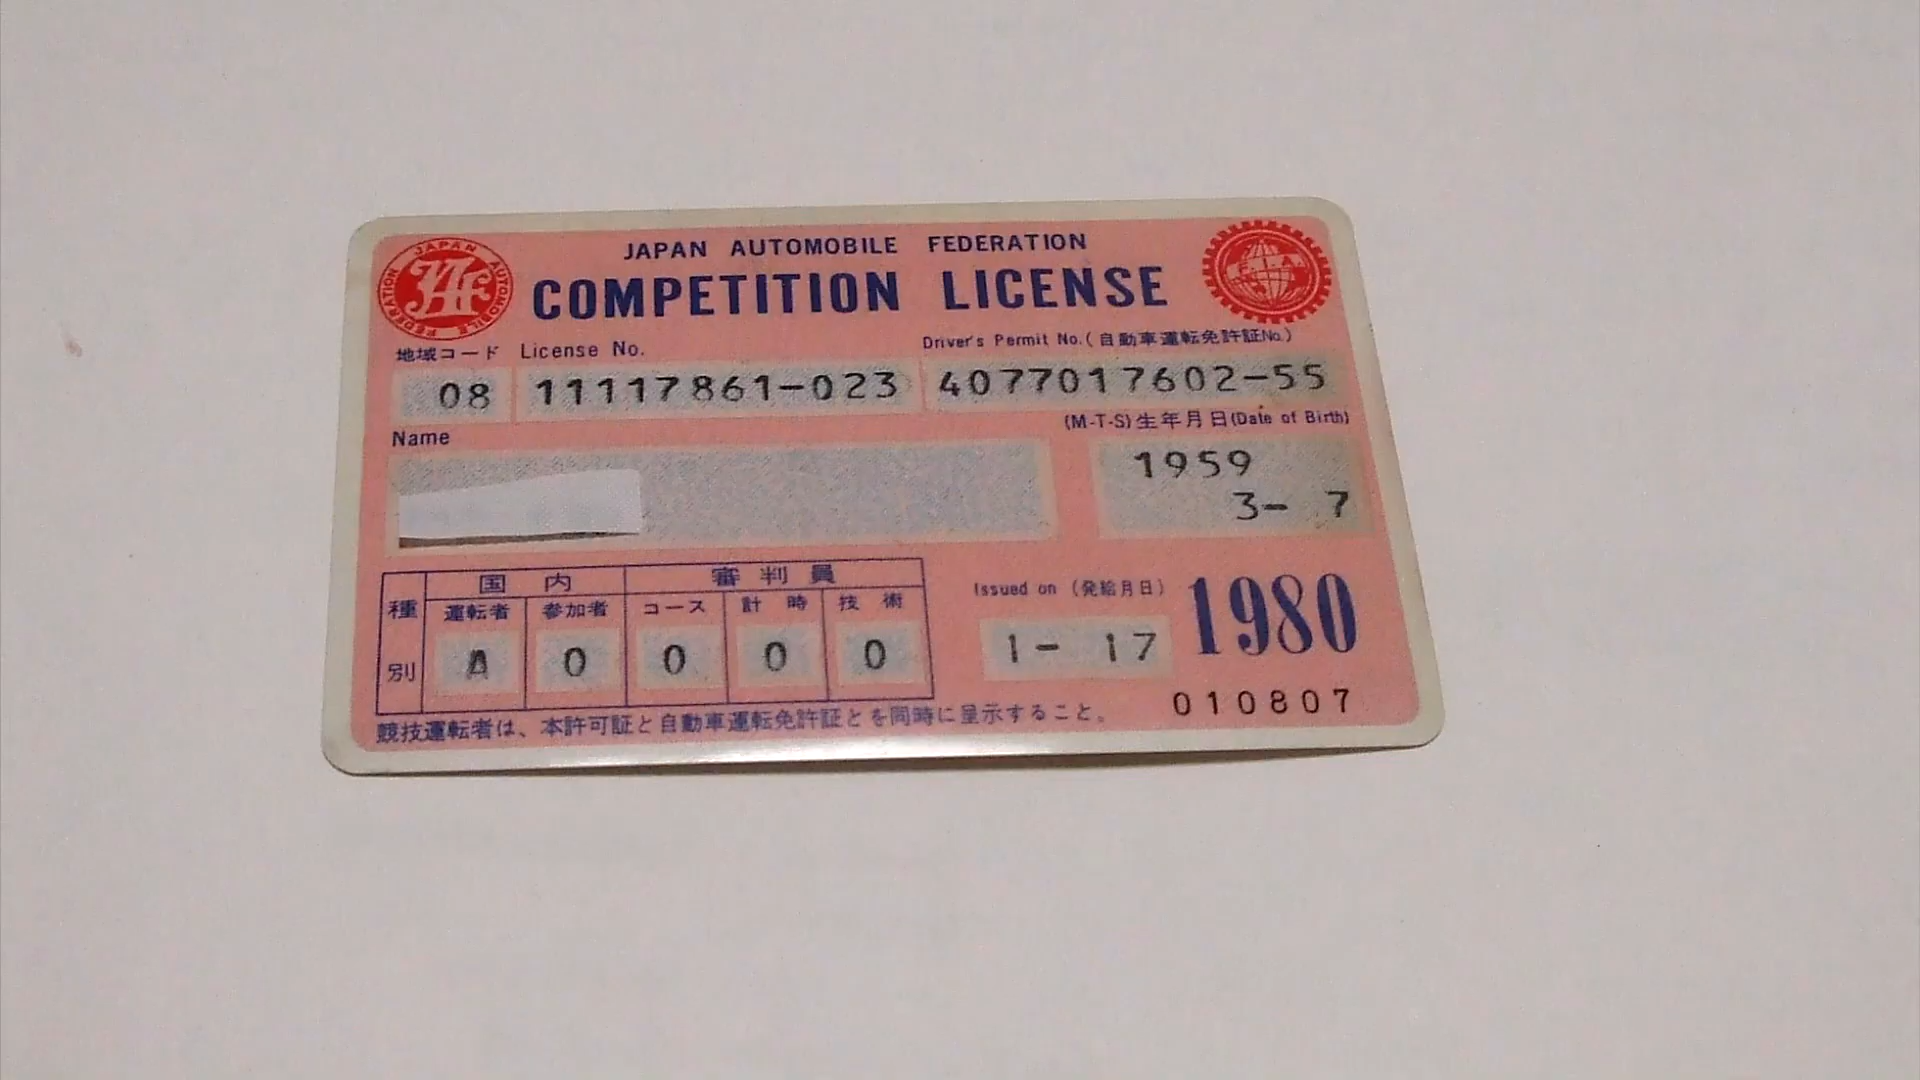 JAPAN AUTOMOBILE FEDERATION
JAPAN AUTOMOBILE FEDERATION
JAF
FIA
COMPETITION LICENSE
地域コード License No. Driver's Permit No.(自動車運転免許証No.)
08 11117861-023 4077017602-55
Name (M-T-S)生年月日(Date of Birth)
1959
3- 7
種別 国内 審判員
運転者 参加者 コース 計時 技術
A 0 0 0 0
Issued on (発給月日) 1980
1- 17
010807
競技運転者は、本許可証と自動車運転免許証とを同時に呈示すること。